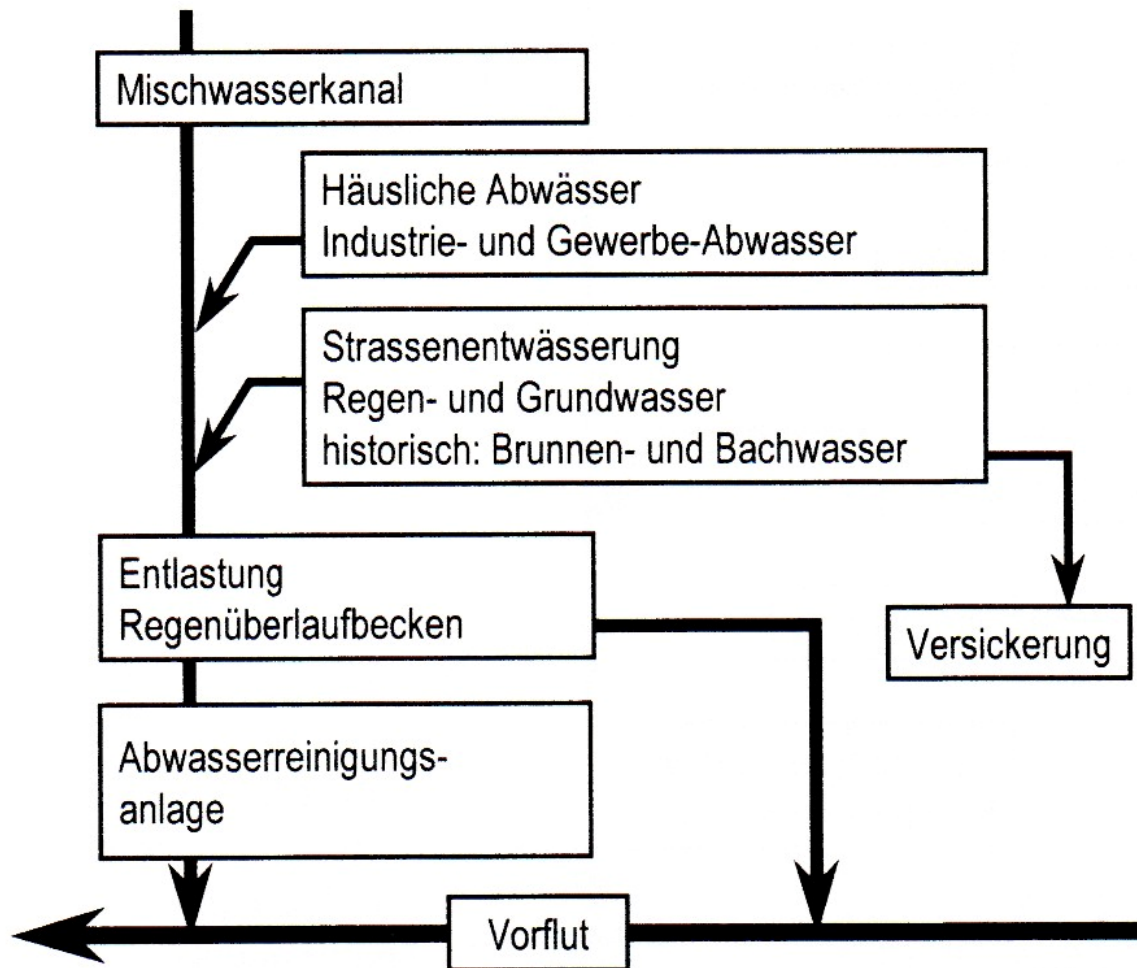 Mischwasserkanal
Häusliche Abwässer
Industrie- und Gewerbe-Abwasser
Strassenentwässerung
Regen- und Grundwasser
historisch: Brunnen- und Bachwasser
Entlastung
Regenüberlaufbecken
Versickerung
Abwasserreinigungs-
anlage
Vorflut